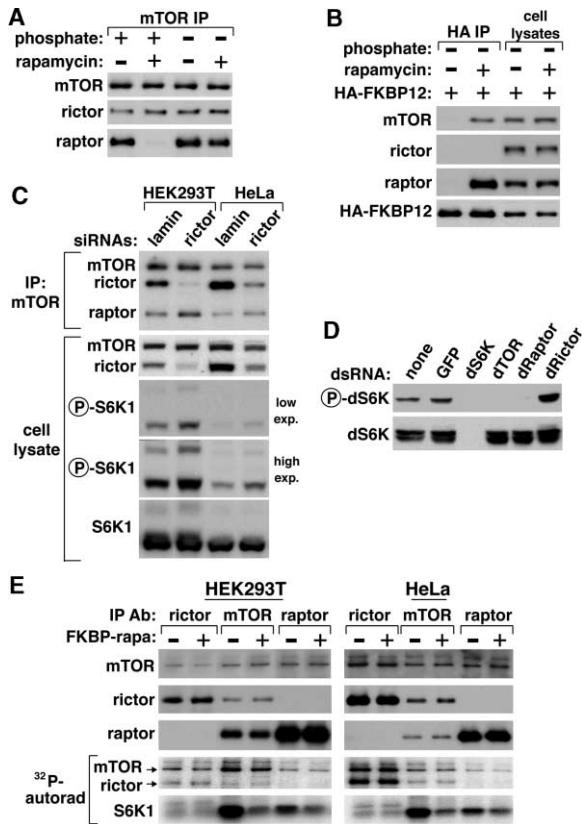 A
mTOR IP
phosphate: + + - -
rapamycin: - + - +
mTOR
rictor
raptor
B
HA IP cell lysates
phosphate: - - - -
rapamycin: - + - +
HA-FKBP12: + + + +
mTOR
rictor
raptor
HA-FKBP12
C
HEK293T HeLa
siRNAs: lamin rictor lamin rictor
IP: mTOR
mTOR
rictor
raptor
cell lysate
mTOR
rictor
P-S6K1 low exp.
P-S6K1 high exp.
S6K1
D
dsRNA: none GFP dS6K dTOR dRaptor dRictor
P-dS6K
dS6K
E
HEK293T HeLa
IP Ab: rictor mTOR raptor rictor mTOR raptor
FKBP-rapa: - + - + - + - + - + - +
mTOR
rictor
raptor
32P-autorad
mTOR
rictor
S6K1